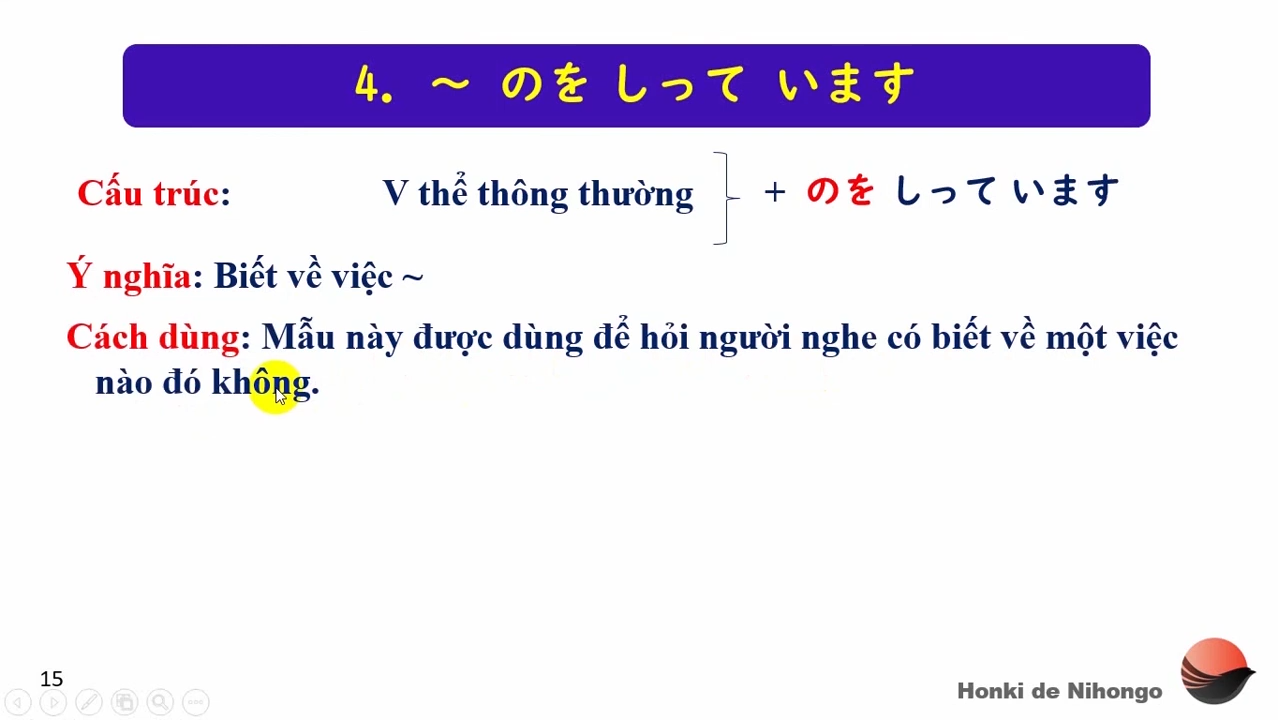 4. ～ のを しって います
Cấu trúc: V thể thông thường + のを しって います
Ý nghĩa: Biết về việc ~
Cách dùng: Mẫu này được dùng để hỏi người nghe có biết về một việc
nào đó không.
15
Honki de Nihongo